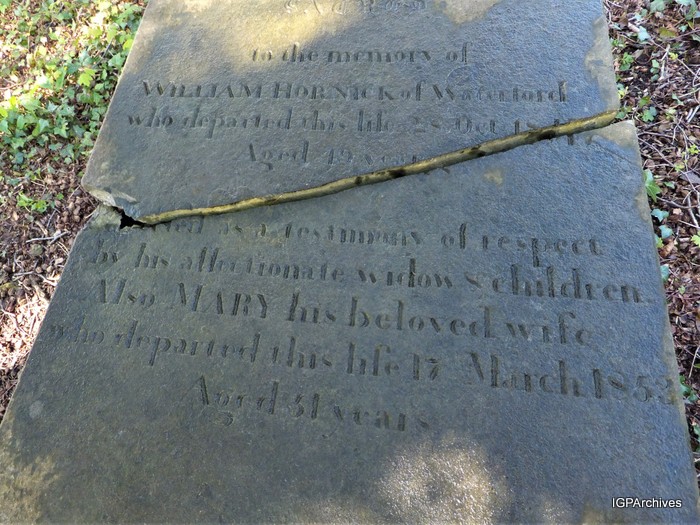 SACRED
to the memory of
WILLIAM HORNICK of Waterford
who departed this life 28 Oct.
Aged 49 years
as a testimony of respect
by his affectionate widow & children.
Also MARY his beloved wife
who departed this life 17 March 1853
Aged 51 years
IGPArchives